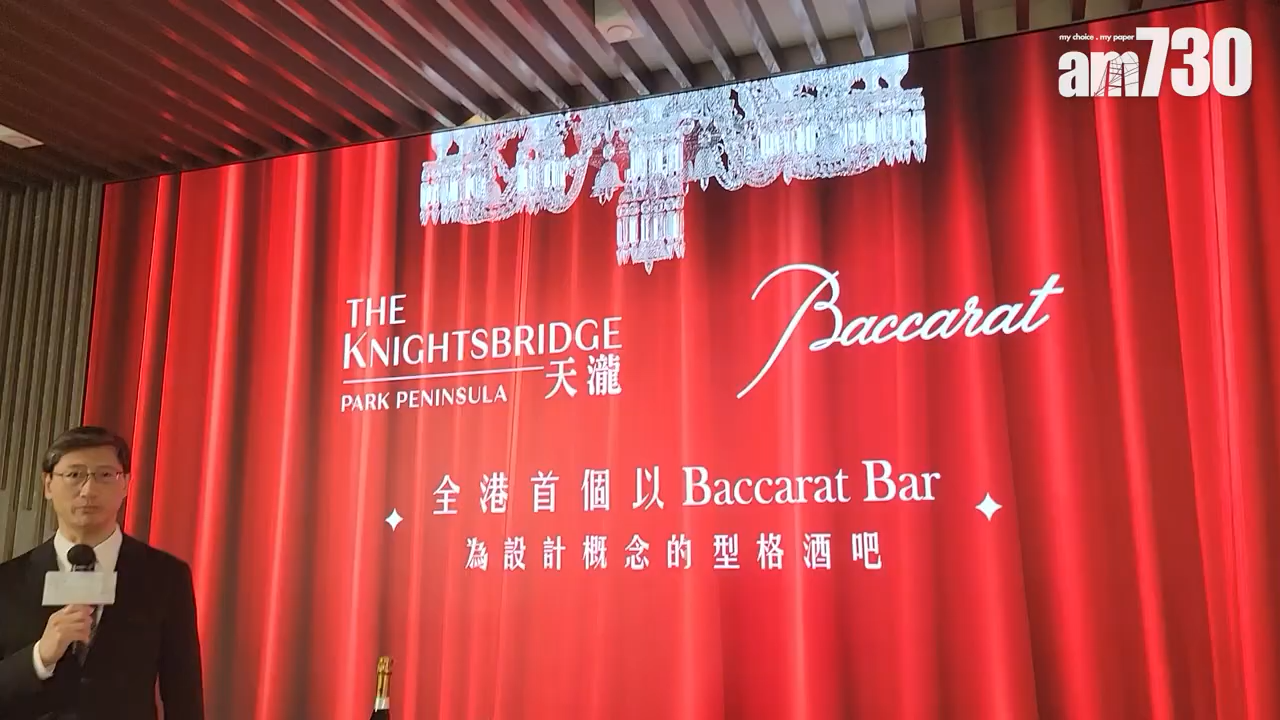 my choice . my paper
am730
THE
KNIGHTSBRIDGE
天瀧
PARK PENINSULA
Baccarat
全港首個以 Baccarat Bar
為設計概念的型格酒吧